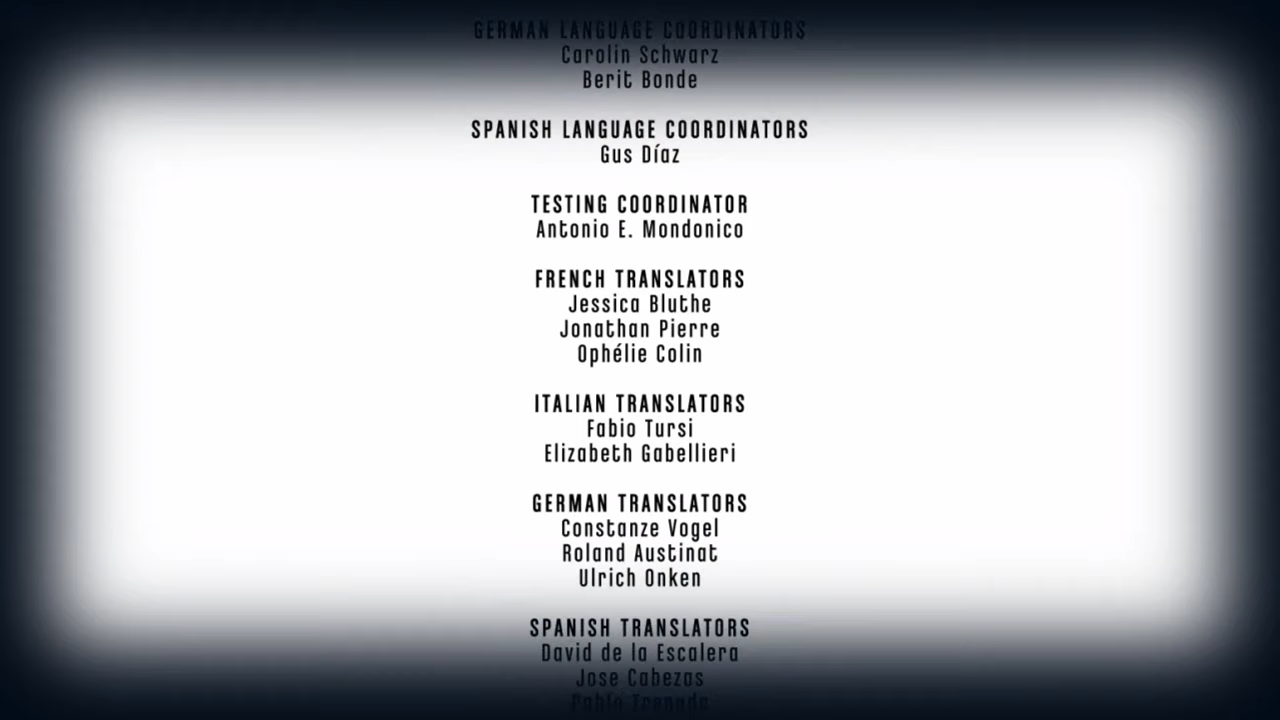 GERMAN LANGUAGE COORDINATORS
Carolin Schwarz
Berit Bonde
SPANISH LANGUAGE COORDINATORS
Gus Díaz
TESTING COORDINATOR
Antonio E. Mondonico
FRENCH TRANSLATORS
Jessica Bluthe
Jonathan Pierre
Ophélie Colin
ITALIAN TRANSLATORS
Fabio Tursi
Elizabeth Gabellieri
GERMAN TRANSLATORS
Constanze Vogel
Roland Austinat
Ulrich Onken
SPANISH TRANSLATORS
David de la Escalera
Jose Cabezas
Pablo